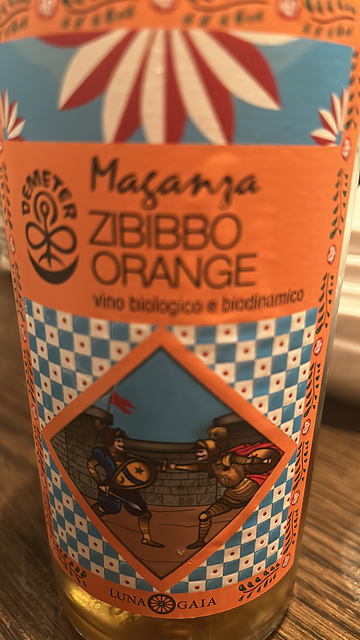 DEMETER
Maganza
ZIBIBBO
ORANGE
vino biologico e biodinamico
LUNA GAIA